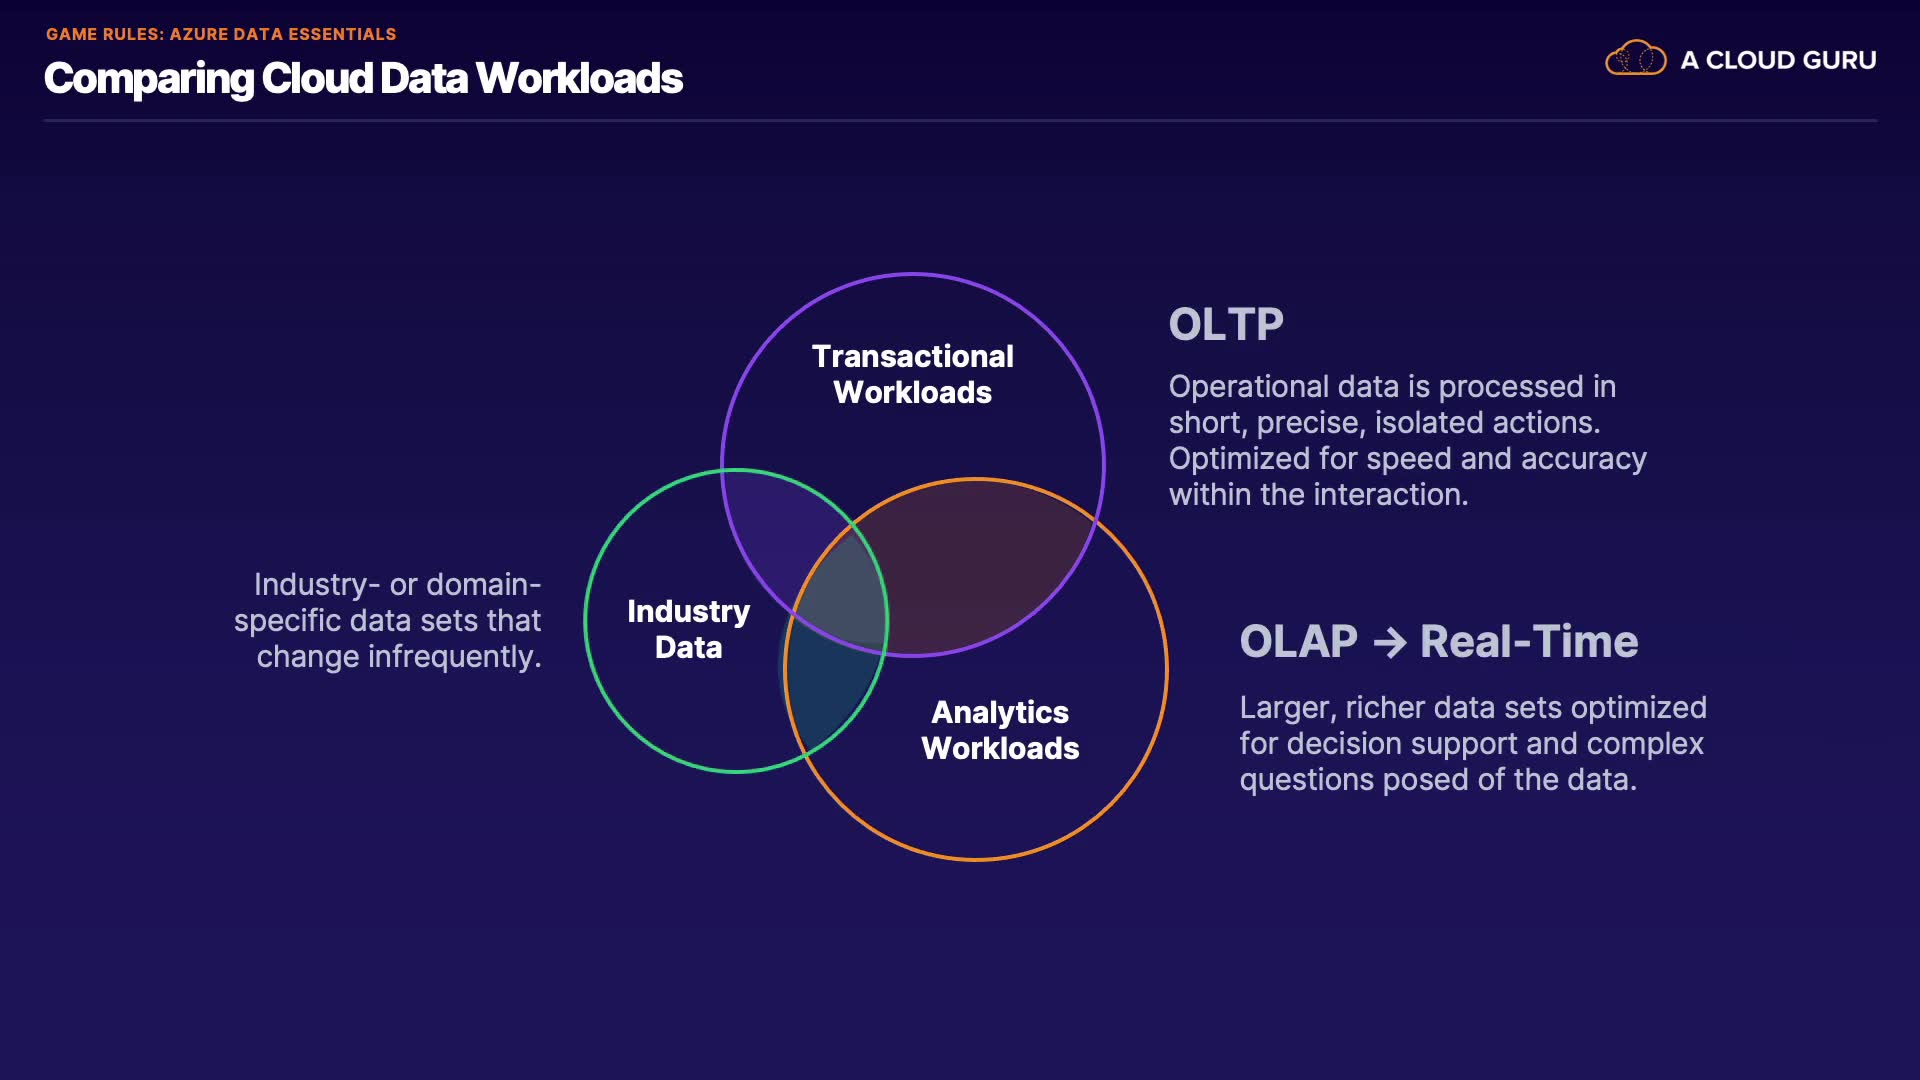 GAME RULES: AZURE DATA ESSENTIALS
Comparing Cloud Data Workloads
A CLOUD GURU
Transactional
Workloads
OLTP
Operational data is processed in
short, precise, isolated actions.
Optimized for speed and accuracy
within the interaction.
Industry- or domain-
specific data sets that
change infrequently.
Industry
Data
Analytics
Workloads
OLAP → Real-Time
Larger, richer data sets optimized
for decision support and complex
questions posed of the data.